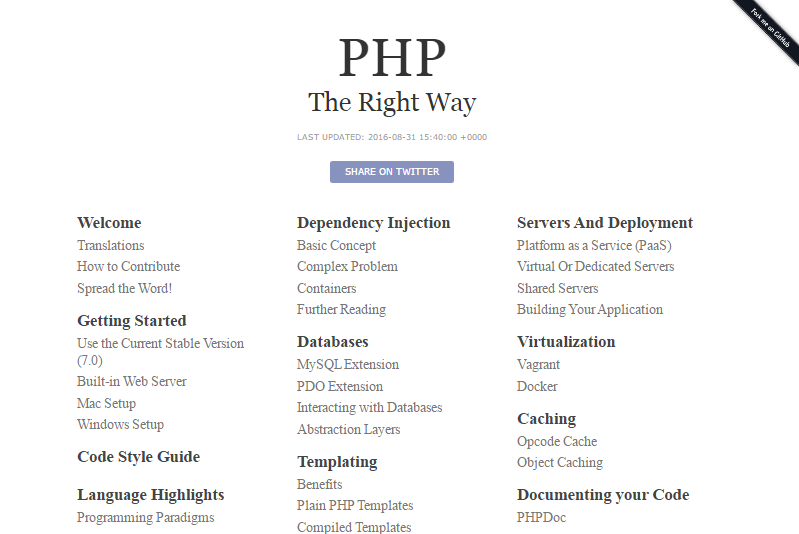 Fork me on GitHub
PHP
The Right Way
LAST UPDATED: 2016-08-31 15:40:00 +0000
SHARE ON TWITTER
Welcome
Translations
How to Contribute
Spread the Word!
Getting Started
Use the Current Stable Version
(7.0)
Built-in Web Server
Mac Setup
Windows Setup
Code Style Guide
Language Highlights
Programming Paradigms
Dependency Injection
Basic Concept
Complex Problem
Containers
Further Reading
Databases
MySQL Extension
PDO Extension
Interacting with Databases
Abstraction Layers
Templating
Benefits
Plain PHP Templates
Compiled Templates
Servers And Deployment
Platform as a Service (PaaS)
Virtual Or Dedicated Servers
Shared Servers
Building Your Application
Virtualization
Vagrant
Docker
Caching
Opcode Cache
Object Caching
Documenting your Code
PHPDoc